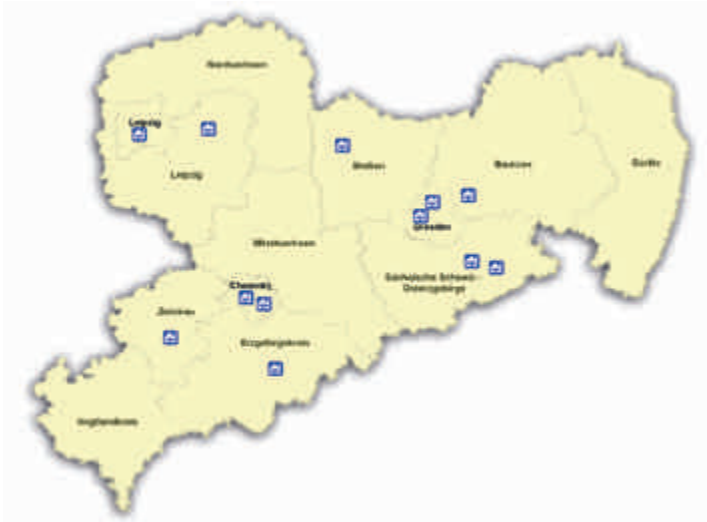 Nordsachsen
Leipzig
Leipzig
Meißen
Bautzen
Görlitz
Dresden
Mittelsachsen
Sächsische Schweiz-
Osterzgebirge
Chemnitz
Zwickau
Erzgebirgskreis
Vogtlandkreis